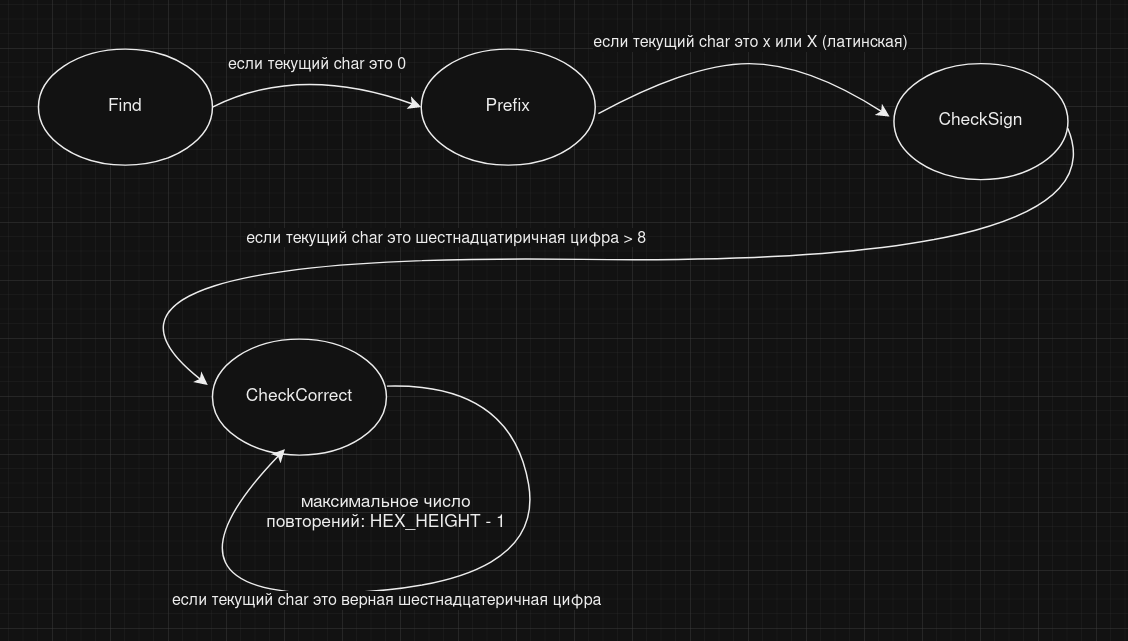 если текущий char это x или X (латинская)
если текущий char это 0
Find
Prefix
CheckSign
если текущий char это шестнадцатиричная цифра > 8
CheckCorrect
максимальное число
повторений: HEX_HEIGHT - 1
если текущий char это верная шестнадцатеричная цифра